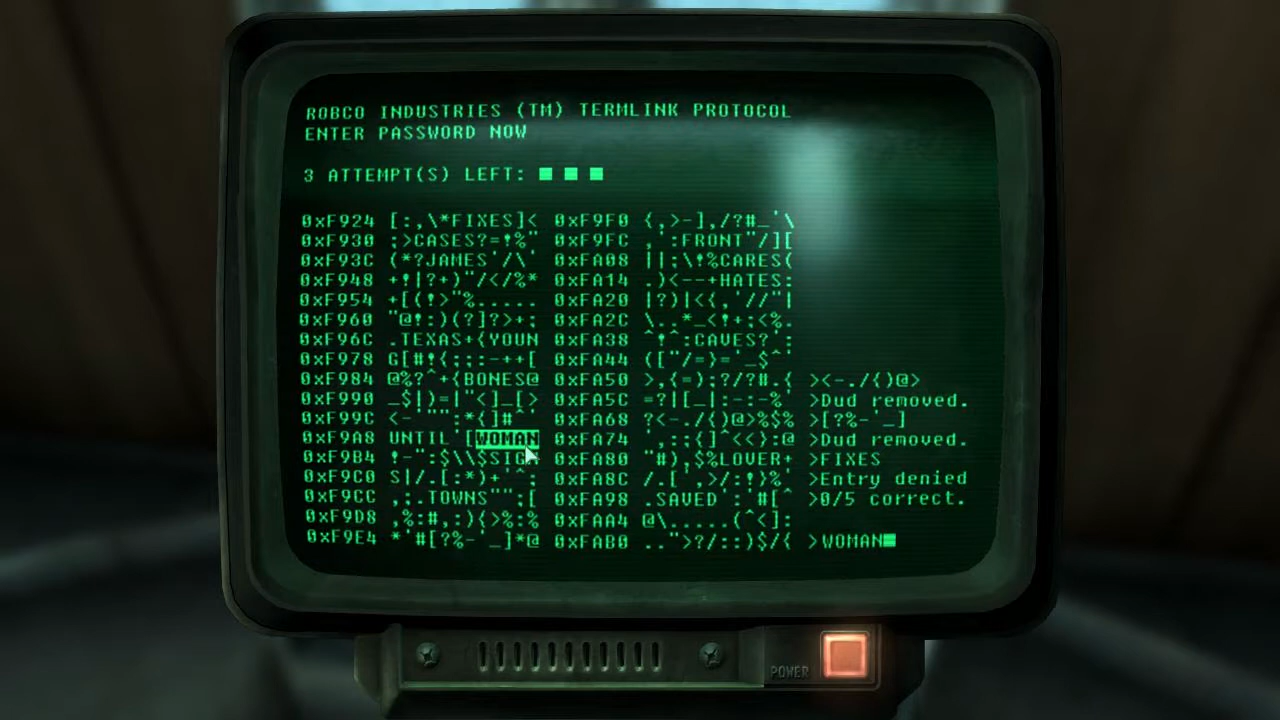 ROBCO INDUSTRIES (TM) TERMLINK PROTOCOL
ENTER PASSWORD NOW
3 ATTEMPT(S) LEFT: ■ ■ ■
0xF924 [:,\*FIXES]< 0xF9F0 {,>-],/?#_'\
0xF930 ;>CASES?=!%" 0xF9FC ,':FRONT"/][
0xF93C (*?JAMES'/\' 0xFA08 ||:\!%CARES(
0xF948 +!|?+)"/</%* 0xFA14 .)<--+HATES:
0xF954 +[(!>"%..... 0xFA20 |?)|<{,'//"|
0xF960 "@!:)(?]?>+; 0xFA2C \..*_<!+;<%.
0xF96C .TEXAS+{YOUN 0xFA38 ^!^:CAVES?':
0xF978 G[#!{;;:-++[ 0xFA44 (["/=}='_$^'
0xF984 @%?^+{BONES@ 0xFA50 >,{=);?/?#.{ ><-./{)@>
0xF990 _$|)=|"<]_[> 0xFA5C =?|[_|:-:-%' >Dud removed.
0xF99C <-'"":*{]#^' 0xFA68 ?<-./{)@>%$% >[?%-'_]
0xF9A8 UNTIL'[WOMAN 0xFA74 ',:;{]^<<}:@ >Dud removed.
0xF9B4 !-":$\\$SIGN 0xFA80 "#),$%LOVER+ >FIXES
0xF9C0 S|/.[:*)+'^; 0xFA8C /.[',>/:!}%' >Entry denied
0xF9CC ,;.TOWNS"";[ 0xFA98 .SAVED':'#[^ >0/5 correct.
0xF9D8 ,%:#,:){>%:% 0xFAA4 @\.....(^<]:
0xF9E4 *'#[?%-'_]*@ 0xFAB0 ..">?/::)$/{ >WOMAN■
POWER